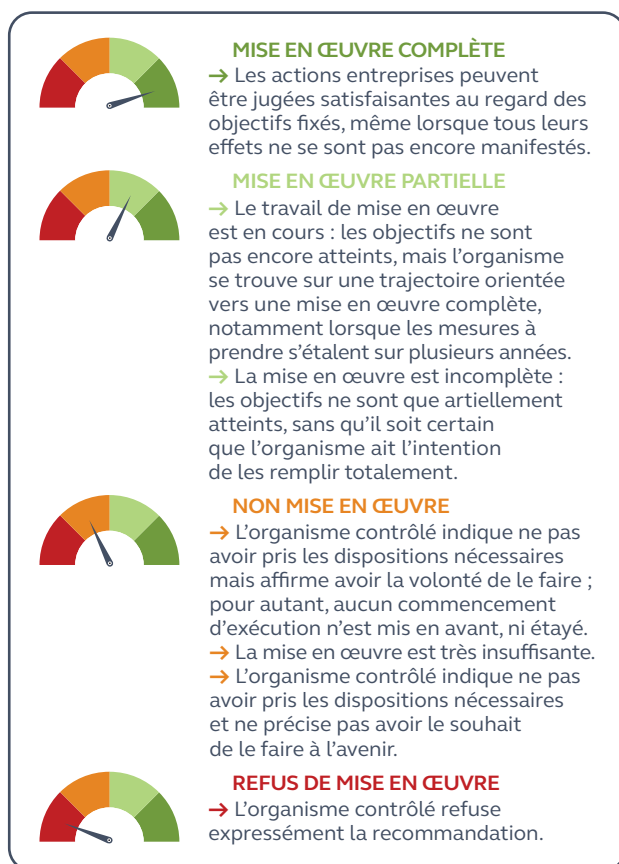 MISE EN ŒUVRE COMPLÈTE
→ Les actions entreprises peuvent
être jugées satisfaisantes au regard des
objectifs fixés, même lorsque tous leurs
effets ne se sont pas encore manifestés.
MISE EN ŒUVRE PARTIELLE
→ Le travail de mise en œuvre
est en cours : les objectifs ne sont
pas encore atteints, mais l’organisme
se trouve sur une trajectoire orientée
vers une mise en œuvre complète,
notamment lorsque les mesures à
prendre s’étalent sur plusieurs années.
→ La mise en œuvre est incomplète :
les objectifs ne sont que artiellement
atteints, sans qu’il soit certain
que l’organisme ait l’intention
de les remplir totalement.
NON MISE EN ŒUVRE
→ L’organisme contrôlé indique ne pas
avoir pris les dispositions nécessaires
mais affirme avoir la volonté de le faire ;
pour autant, aucun commencement
d’exécution n’est mis en avant, ni étayé.
→ La mise en œuvre est très insuffisante.
→ L’organisme contrôlé indique ne pas
avoir pris les dispositions nécessaires
et ne précise pas avoir le souhait
de le faire à l’avenir.
REFUS DE MISE EN ŒUVRE
→ L’organisme contrôlé refuse
expressément la recommandation.